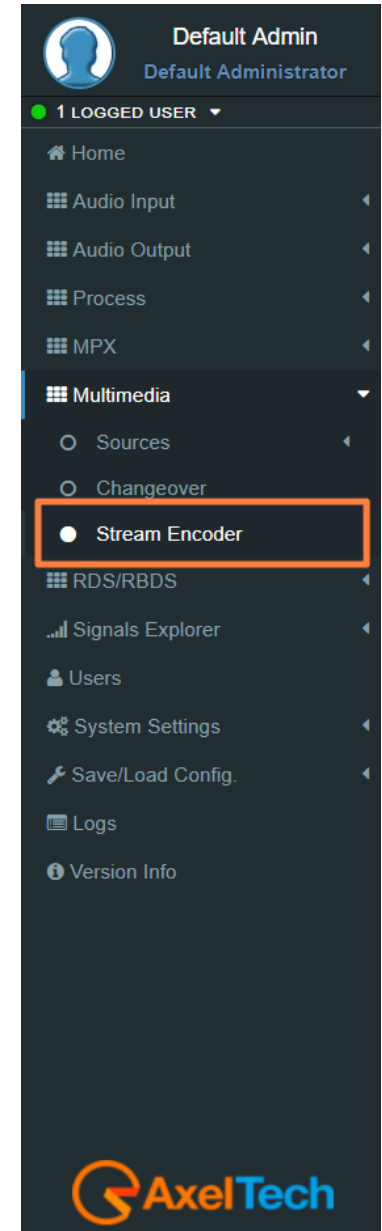 Default Admin
Default Administrator
1 LOGGED USER
Home
Audio Input
Audio Output
Process
MPX
Multimedia
Sources
Changeover
Stream Encoder
RDS/RBDS
Signals Explorer
Users
System Settings
Save/Load Config.
Logs
Version Info
AxelTech